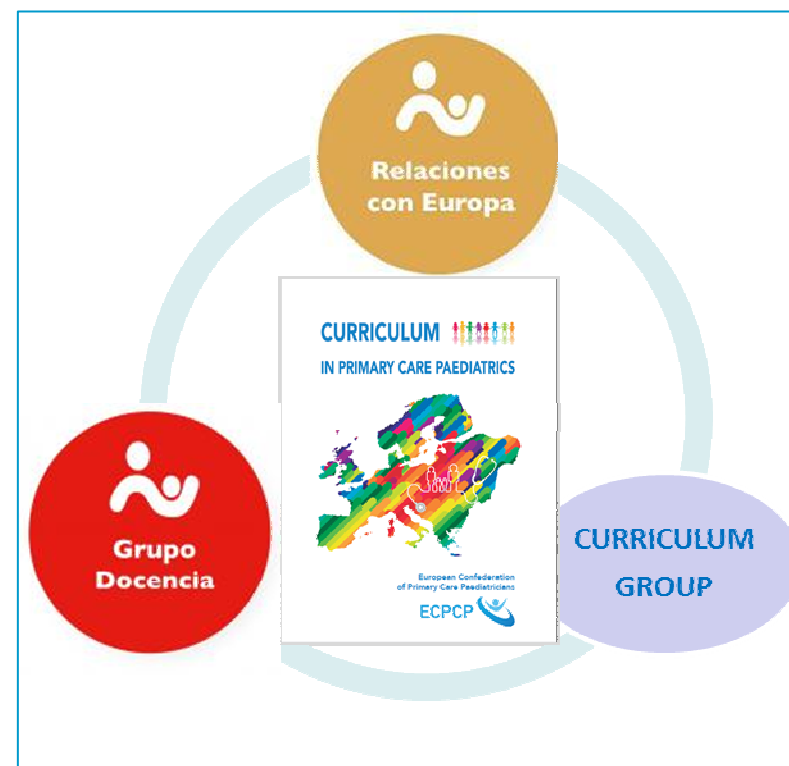 Relaciones
con Europa
CURRICULUM
IN PRIMARY CARE PAEDIATRICS
European Confederation
of Primary Care Paediatricians
ECPCP
Grupo
Docencia
CURRICULUM
GROUP